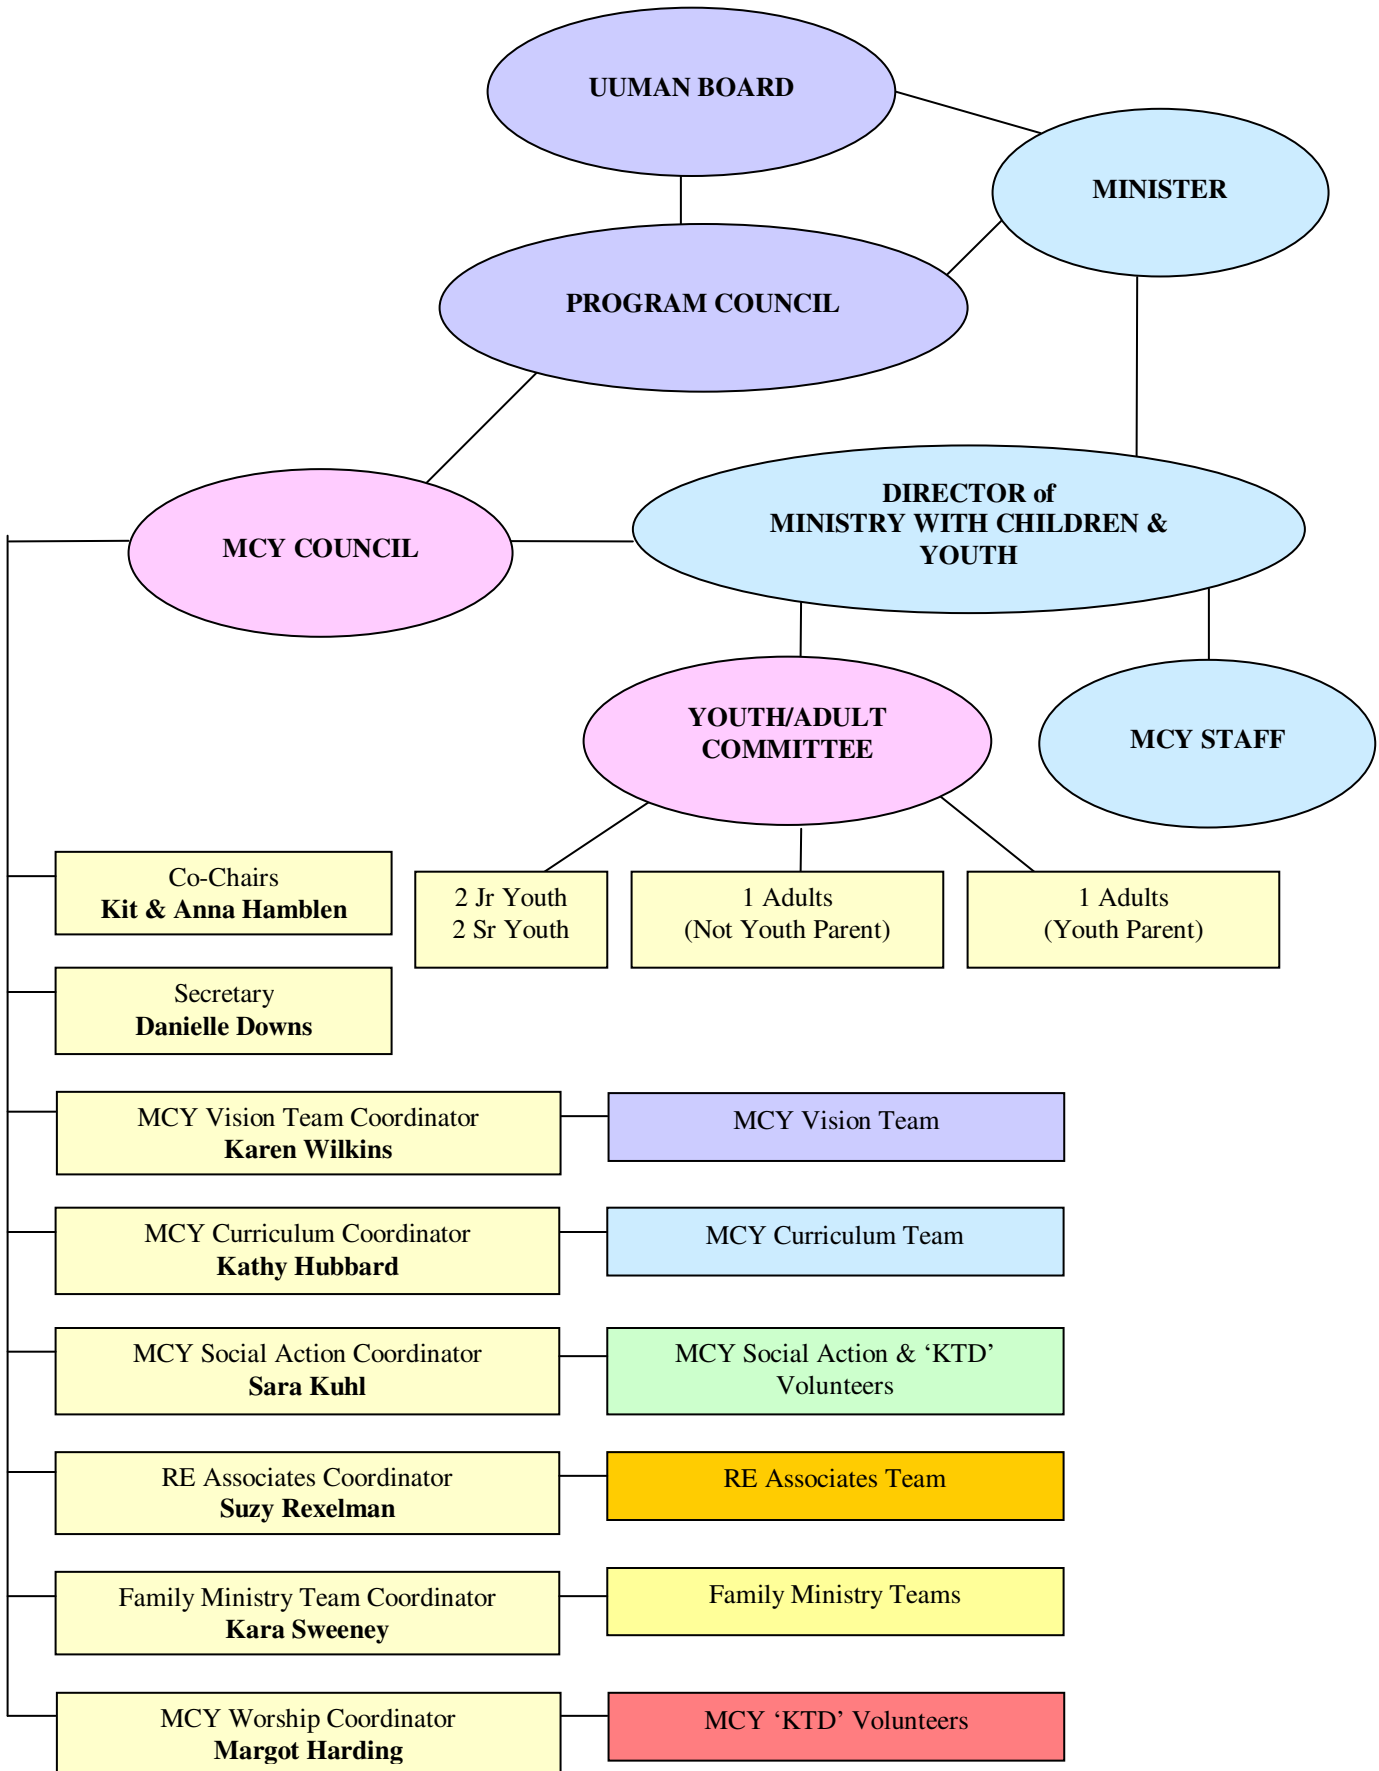 UUMAN BOARD
MINISTER
PROGRAM COUNCIL
DIRECTOR of
MINISTRY WITH CHILDREN &
YOUTH
MCY COUNCIL
YOUTH/ADULT
COMMITTEE
MCY STAFF
Co-Chairs
Kit & Anna Hamblen
2 Jr Youth
2 Sr Youth
1 Adults
(Not Youth Parent)
1 Adults
(Youth Parent)
Secretary
Danielle Downs
MCY Vision Team Coordinator
Karen Wilkins
MCY Vision Team
MCY Curriculum Coordinator
Kathy Hubbard
MCY Curriculum Team
MCY Social Action Coordinator
Sara Kuhl
MCY Social Action & ‘KTD’
Volunteers
RE Associates Coordinator
Suzy Rexelman
RE Associates Team
Family Ministry Team Coordinator
Kara Sweeney
Family Ministry Teams
MCY Worship Coordinator
Margot Harding
MCY ‘KTD’ Volunteers